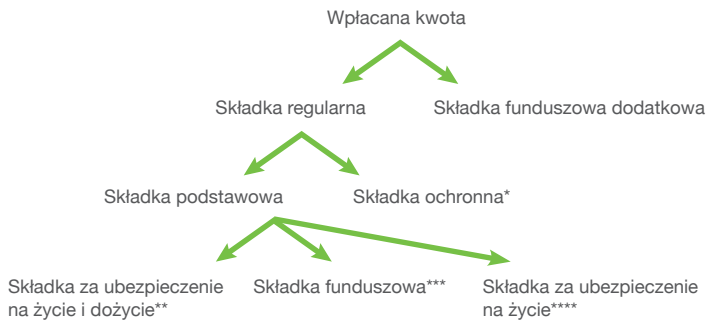 Wpłacana kwota
Składka regularna
Składka funduszowa dodatkowa
Składka podstawowa
Składka ochronna*
Składka za ubezpieczenie
na życie i dożycie**
Składka funduszowa***
Składka za ubezpieczenie
na życie****